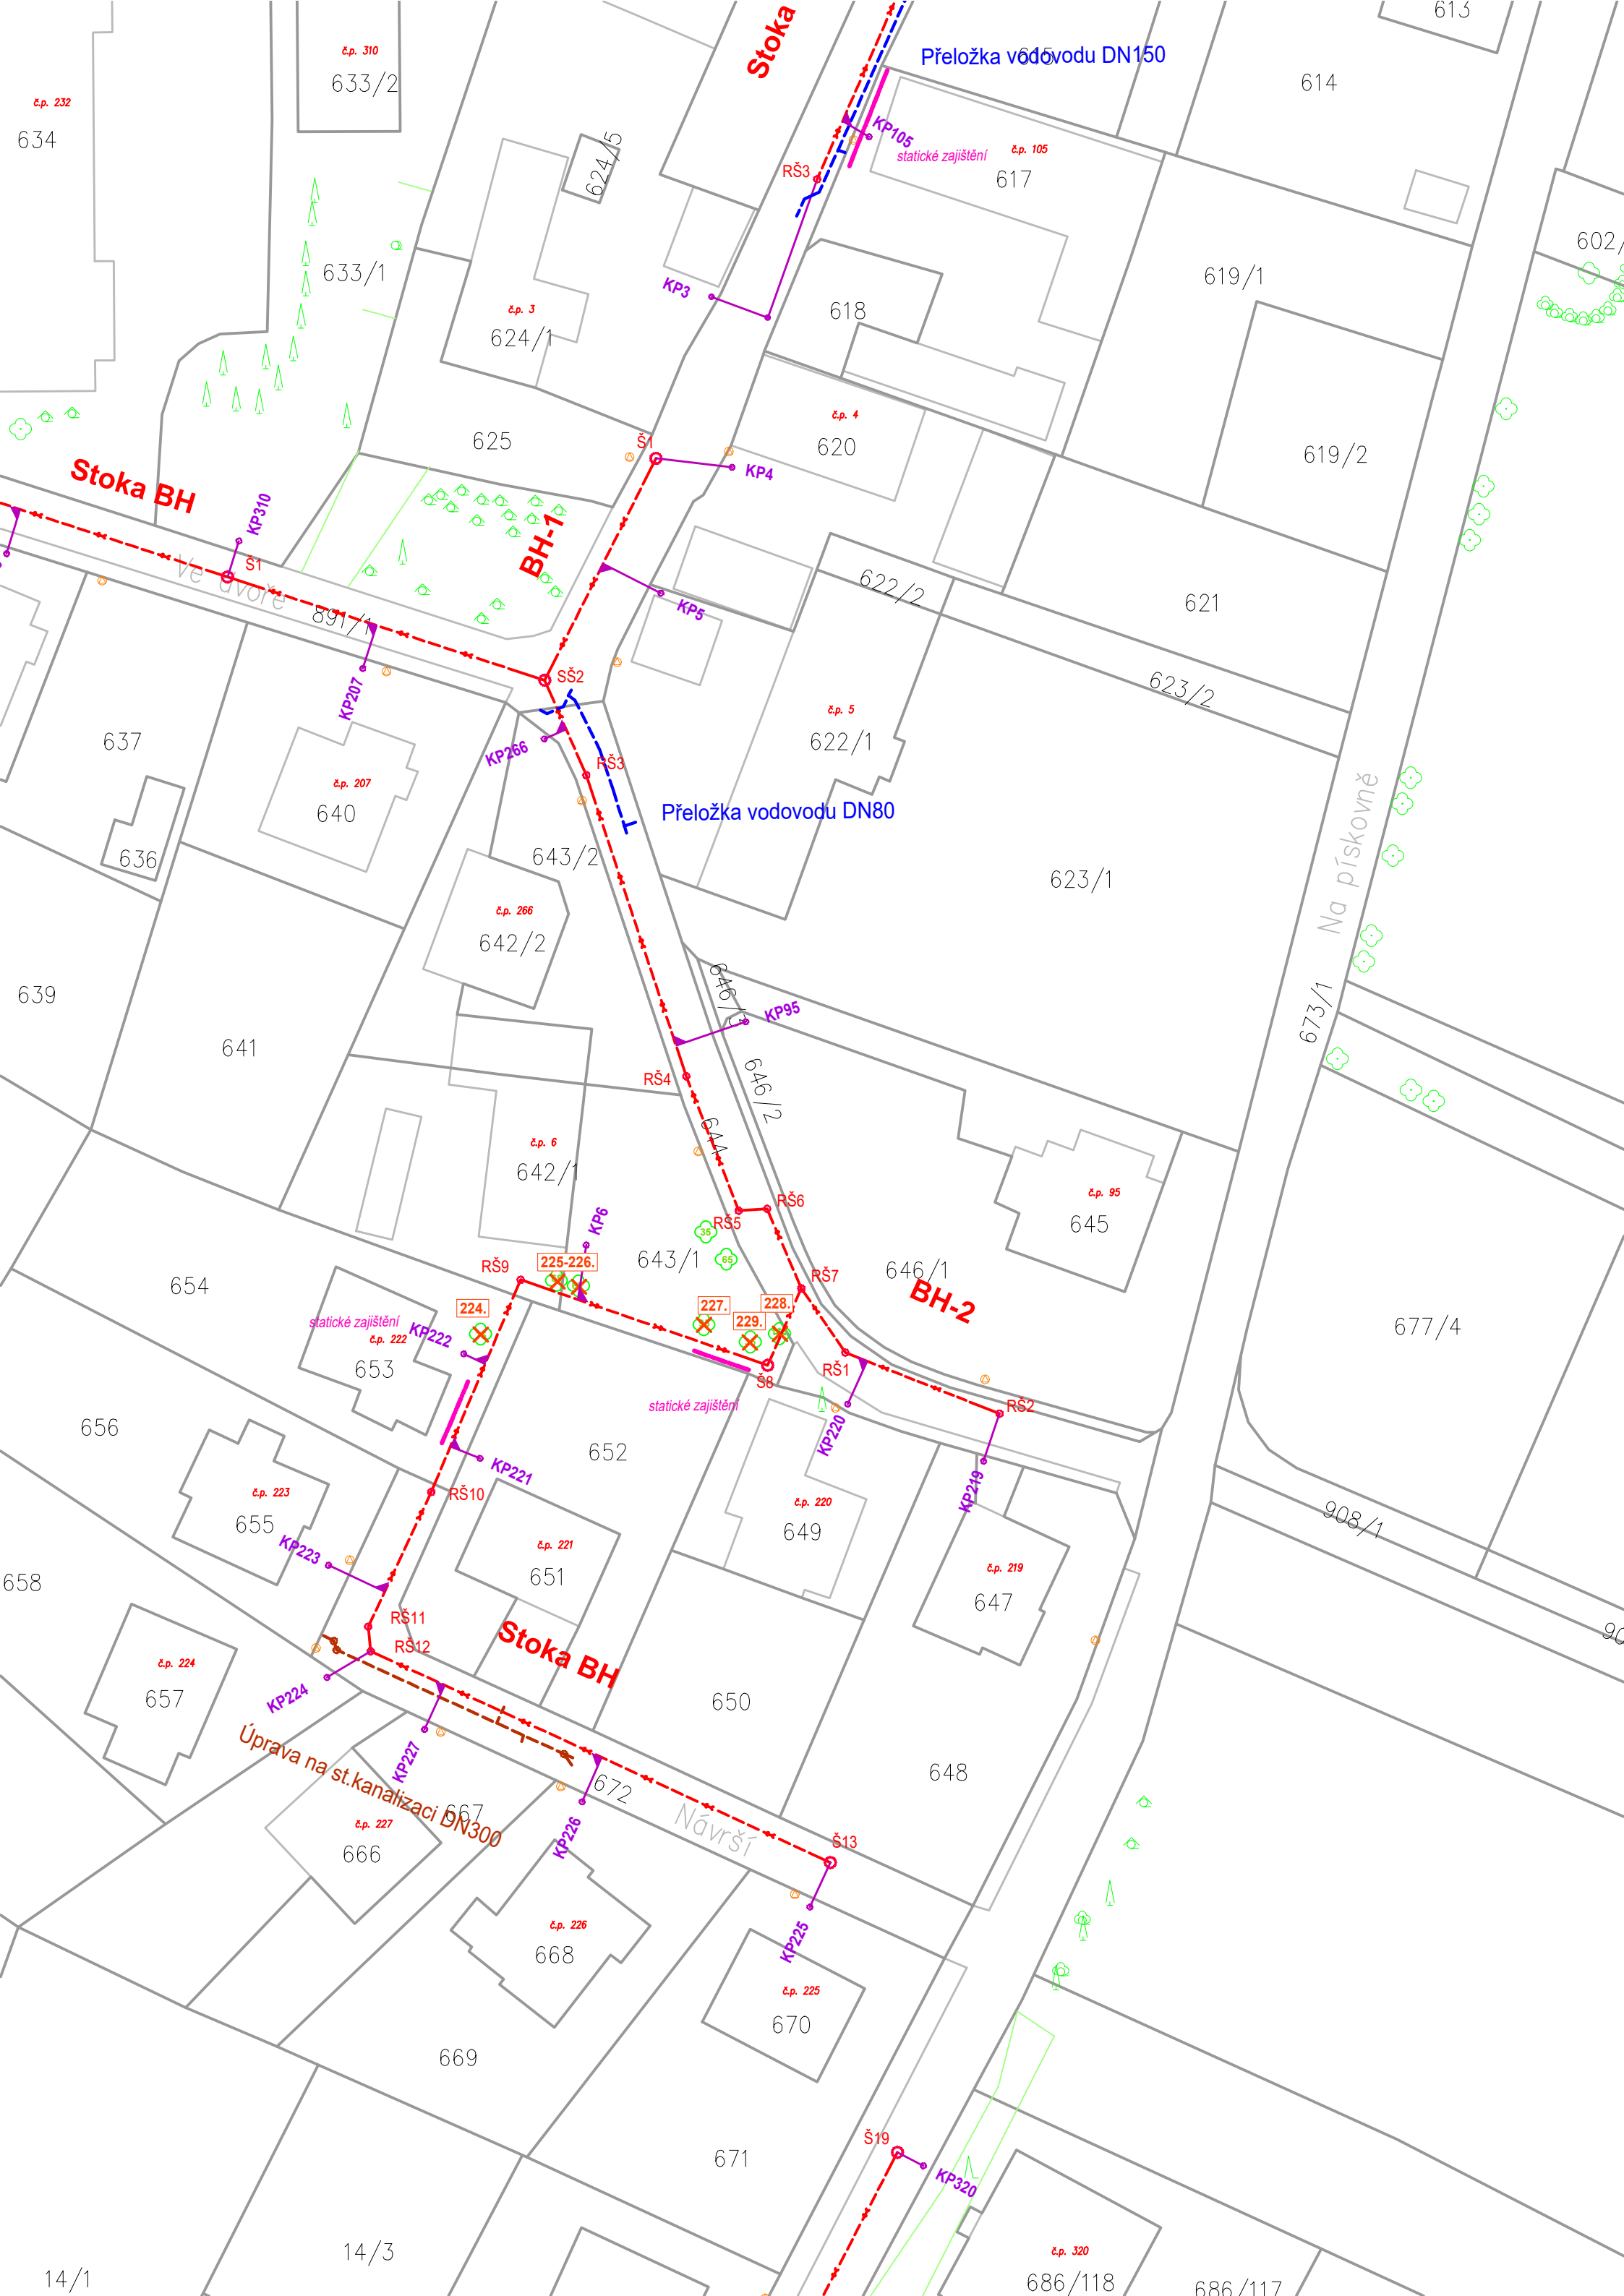 613
Stoka
Přeložka vodovodu DN150
615
614
č.p. 310
633/2
č.p. 232
634
624/5
KP105
statické zajištění
č.p. 105
617
RŠ3
602/
633/1
619/1
KP3
č.p. 3
624/1
618
č.p. 4
620
625
Š1
KP4
619/2
Stoka BH
KP310
BH-1
Š1
Ve dvoře
891/1
KP5
622/2
621
KP207
SŠ2
623/2
č.p. 5
622/1
637
KP266
RŠ3
č.p. 207
640
Přeložka vodovodu DN80
Na pískovně
636
643/2
623/1
č.p. 266
642/2
639
646/3
KP95
673/1
641
RŠ4
646/2
644
č.p. 6
642/1
č.p. 95
645
RŠ6
RŠ5
KP6
35
65
643/1
225-226.
RŠ9
654
RŠ7
646/1
BH-2
224.
227.
228.
229.
statické zajištění
č.p. 222
KP222
653
677/4
RŠ1
Š8
statické zajištění
RŠ2
KP220
656
652
KP221
KP219
RŠ10
č.p. 223
655
č.p. 220
649
908/1
KP223
č.p. 221
651
č.p. 219
647
658
RŠ11
RŠ12
Stoka BH
č.p. 224
657
KP224
650
Úprava na st.kanalizaci DN300
KP227
672
648
667
č.p. 227
666
KP226
Návrší
Š13
č.p. 226
668
KP225
č.p. 225
670
669
Š19
671
KP320
14/3
14/1
č.p. 320
686/118
686/117